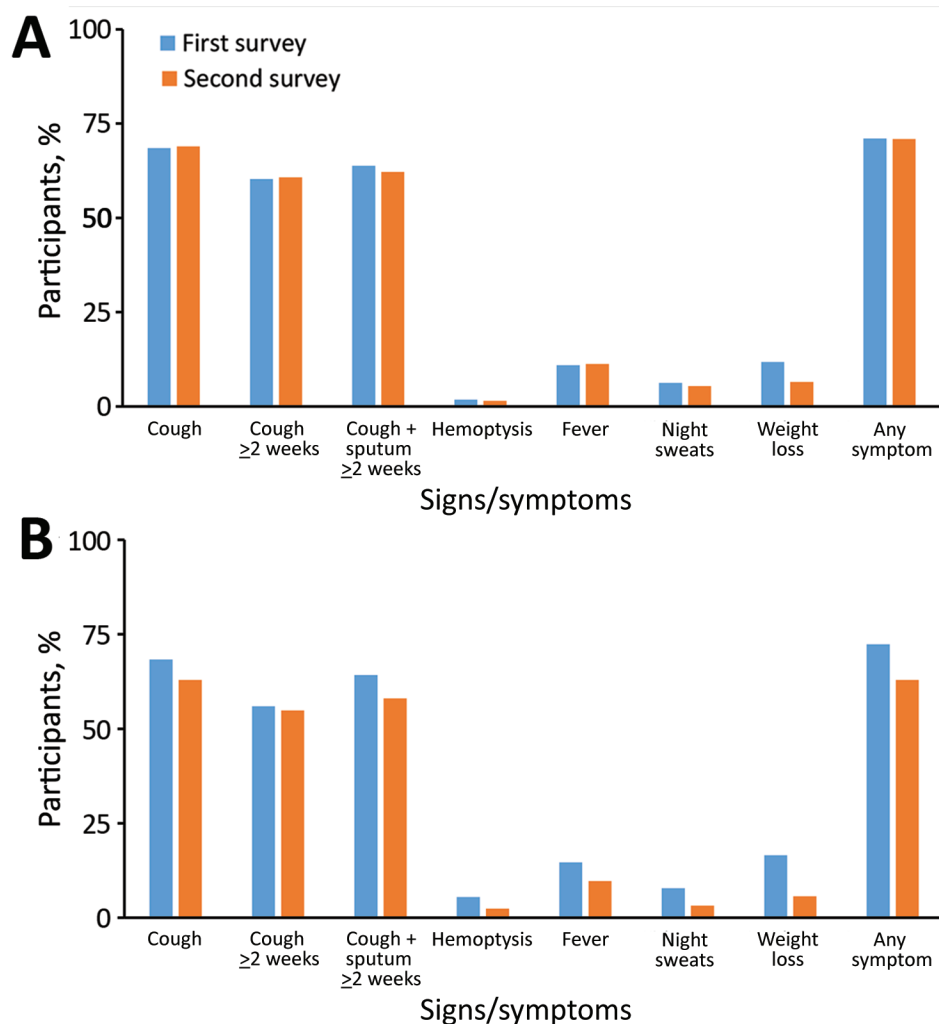 A
100
First survey
Second survey
75
Participants, %
50
25
0
Cough
Cough
≥2 weeks
Cough +
sputum
≥2 weeks
Hemoptysis
Fever
Night
sweats
Weight
loss
Any
symptom
Signs/symptoms
B
100
75
Participants, %
50
25
0
Cough
Cough
≥2 weeks
Cough +
sputum
≥2 weeks
Hemoptysis
Fever
Night
sweats
Weight
loss
Any
symptom
Signs/symptoms